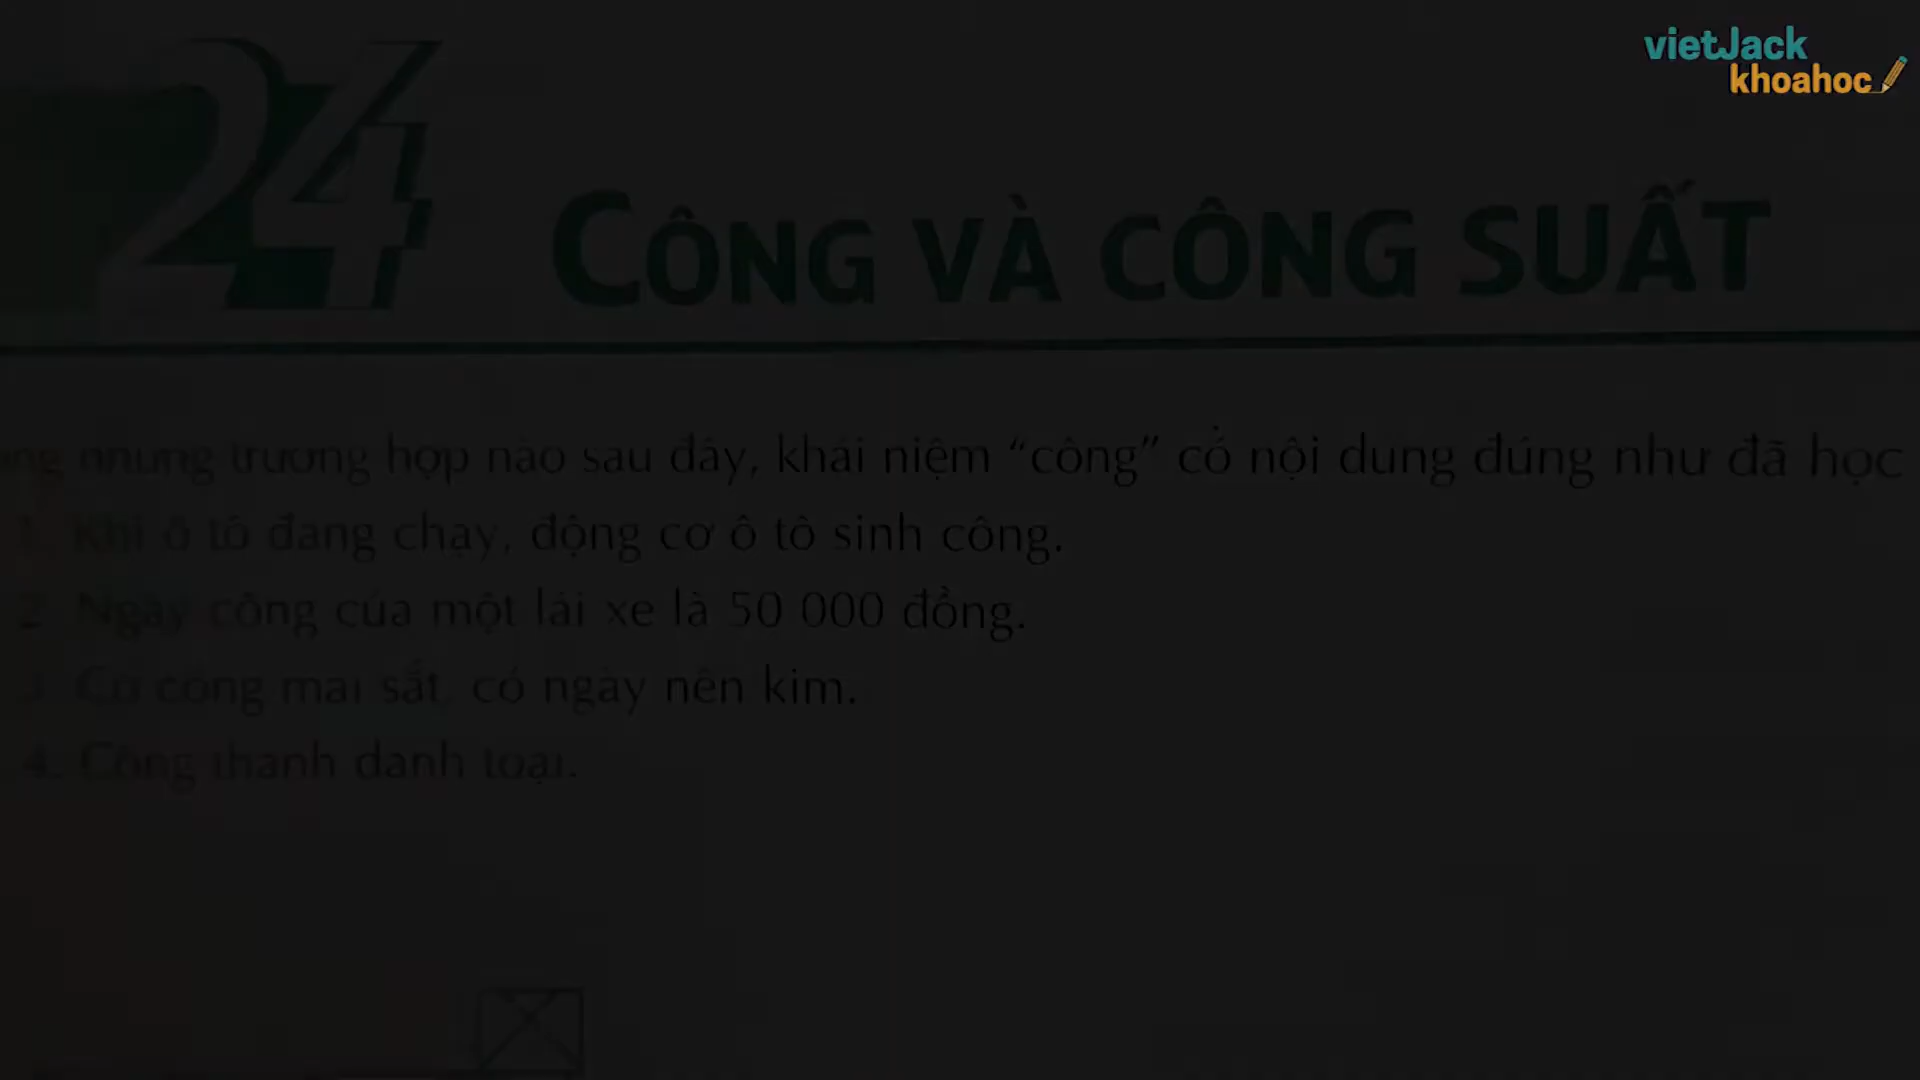 vietJack
khoahoc
24
CÔNG VÀ CÔNG SUẤT
trường hợp nào sau đây, khái niệm “công” có nội dung đúng như đã học
1. Khi ô tô đang chạy, động cơ ô tô sinh công.
2. Ngày công của một lái xe là 50 000 đồng.
3. Có công mài sắt, có ngày nên kim.
4. Công thành danh toại.